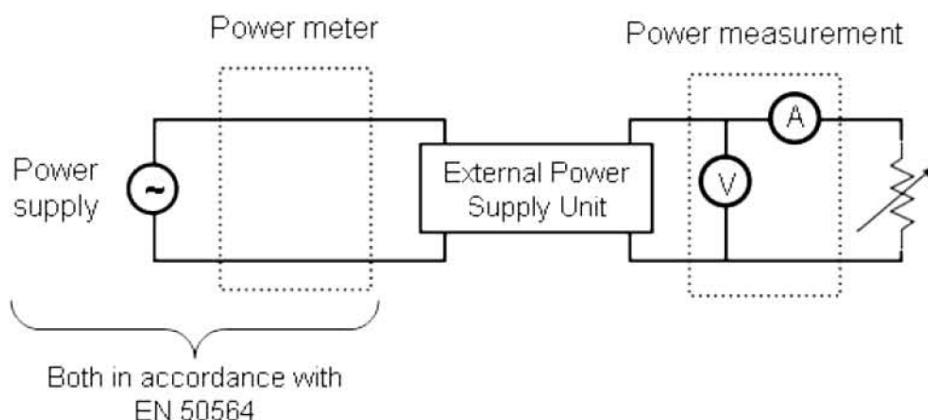 Power meter
Power measurement
Power
supply
~
External Power
Supply Unit
V
A
Both in accordance with
EN 50564